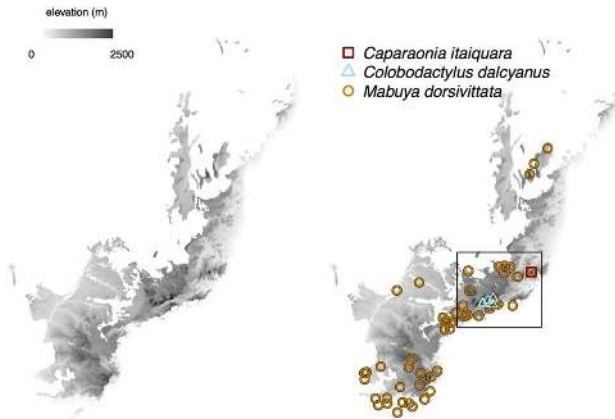 elevation (m)
0 2500
Caparaonia itaiquara
Colobodactylus dalcyanus
Mabuya dorsivittata